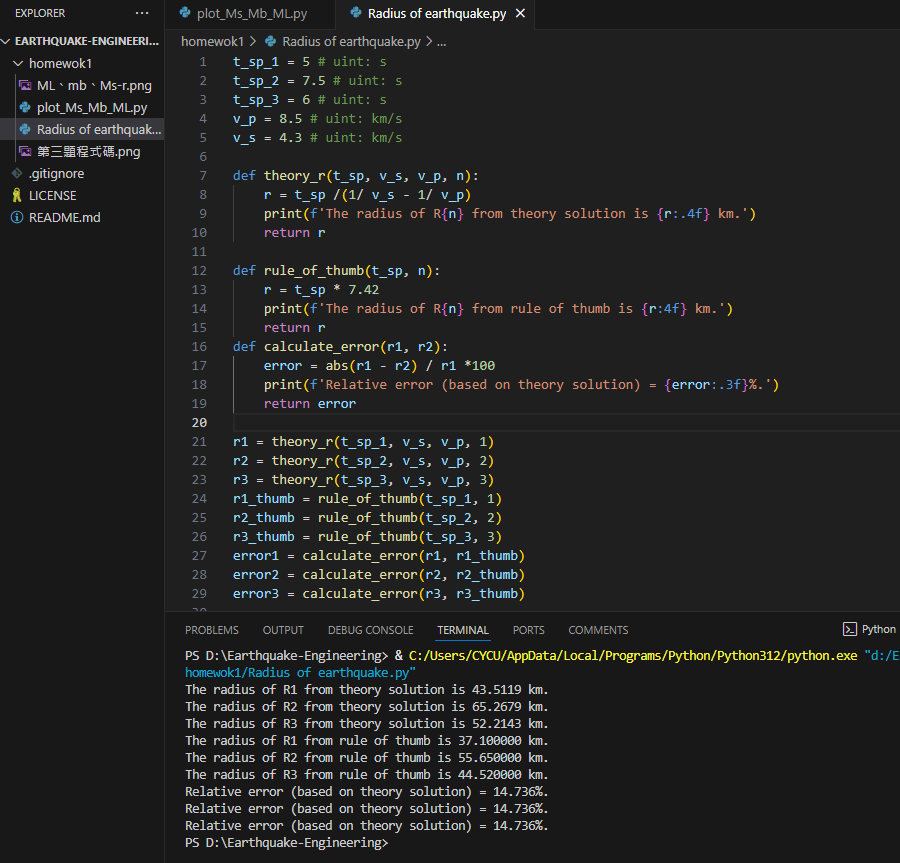 EXPLORER ···
EARTHQUAKE-ENGINEERI...
homewok1
ML、mb、Ms-r.png
plot_Ms_Mb_ML.py
Radius of earthquak...
第三題程式碼.png
.gitignore
LICENSE
README.md
plot_Ms_Mb_ML.py Radius of earthquake.py ×
homewok1 > Radius of earthquake.py > ...
1 t_sp_1 = 5 # uint: s
2 t_sp_2 = 7.5 # uint: s
3 t_sp_3 = 6 # uint: s
4 v_p = 8.5 # uint: km/s
5 v_s = 4.3 # uint: km/s
6
7 def theory_r(t_sp, v_s, v_p, n):
8 r = t_sp /(1/ v_s - 1/ v_p)
9 print(f'The radius of R{n} from theory solution is {r:.4f} km.')
10 return r
11
12 def rule_of_thumb(t_sp, n):
13 r = t_sp * 7.42
14 print(f'The radius of R{n} from rule of thumb is {r:4f} km.')
15 return r
16 def calculate_error(r1, r2):
17 error = abs(r1 - r2) / r1 *100
18 print(f'Relative error (based on theory solution) = {error:.3f}%.')
19 return error
20
21 r1 = theory_r(t_sp_1, v_s, v_p, 1)
22 r2 = theory_r(t_sp_2, v_s, v_p, 2)
23 r3 = theory_r(t_sp_3, v_s, v_p, 3)
24 r1_thumb = rule_of_thumb(t_sp_1, 1)
25 r2_thumb = rule_of_thumb(t_sp_2, 2)
26 r3_thumb = rule_of_thumb(t_sp_3, 3)
27 error1 = calculate_error(r1, r1_thumb)
28 error2 = calculate_error(r2, r2_thumb)
29 error3 = calculate_error(r3, r3_thumb)
PROBLEMS OUTPUT DEBUG CONSOLE TERMINAL PORTS COMMENTS Python
PS D:\Earthquake-Engineering> & C:/Users/CYCU/AppData/Local/Programs/Python/Python312/python.exe "d:/E
homewok1/Radius of earthquake.py"
The radius of R1 from theory solution is 43.5119 km.
The radius of R2 from theory solution is 65.2679 km.
The radius of R3 from theory solution is 52.2143 km.
The radius of R1 from rule of thumb is 37.100000 km.
The radius of R2 from rule of thumb is 55.650000 km.
The radius of R3 from rule of thumb is 44.520000 km.
Relative error (based on theory solution) = 14.736%.
Relative error (based on theory solution) = 14.736%.
Relative error (based on theory solution) = 14.736%.
PS D:\Earthquake-Engineering>